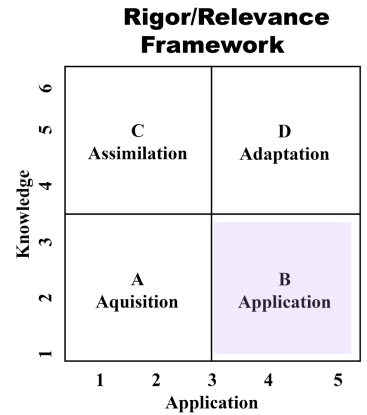 Rigor/Relevance
Framework
6
5
4
3
2
1
Knowledge
C
Assimilation
D
Adaptation
A
Aquisition
B
Application
1 2 3 4 5
Application